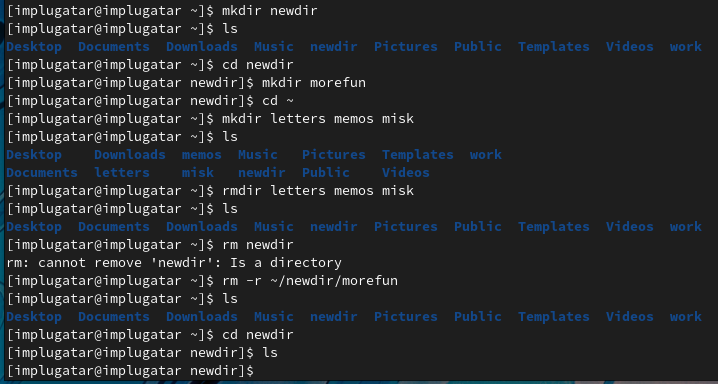 [implugatar@implugatar ~]$ mkdir newdir
[implugatar@implugatar ~]$ ls
Desktop  Documents  Downloads  Music  newdir  Pictures  Public  Templates  Videos  work
[implugatar@implugatar ~]$ cd newdir
[implugatar@implugatar newdir]$ mkdir morefun
[implugatar@implugatar newdir]$ cd ~
[implugatar@implugatar ~]$ mkdir letters memos misk
[implugatar@implugatar ~]$ ls
Desktop    Downloads  memos  Music   Pictures  Templates  work
Documents  letters    misk   newdir  Public    Videos
[implugatar@implugatar ~]$ rmdir letters memos misk
[implugatar@implugatar ~]$ ls
Desktop  Documents  Downloads  Music  newdir  Pictures  Public  Templates  Videos  work
[implugatar@implugatar ~]$ rm newdir
rm: cannot remove 'newdir': Is a directory
[implugatar@implugatar ~]$ rm -r ~/newdir/morefun
[implugatar@implugatar ~]$ ls
Desktop  Documents  Downloads  Music  newdir  Pictures  Public  Templates  Videos  work
[implugatar@implugatar ~]$ cd newdir
[implugatar@implugatar newdir]$ ls
[implugatar@implugatar newdir]$